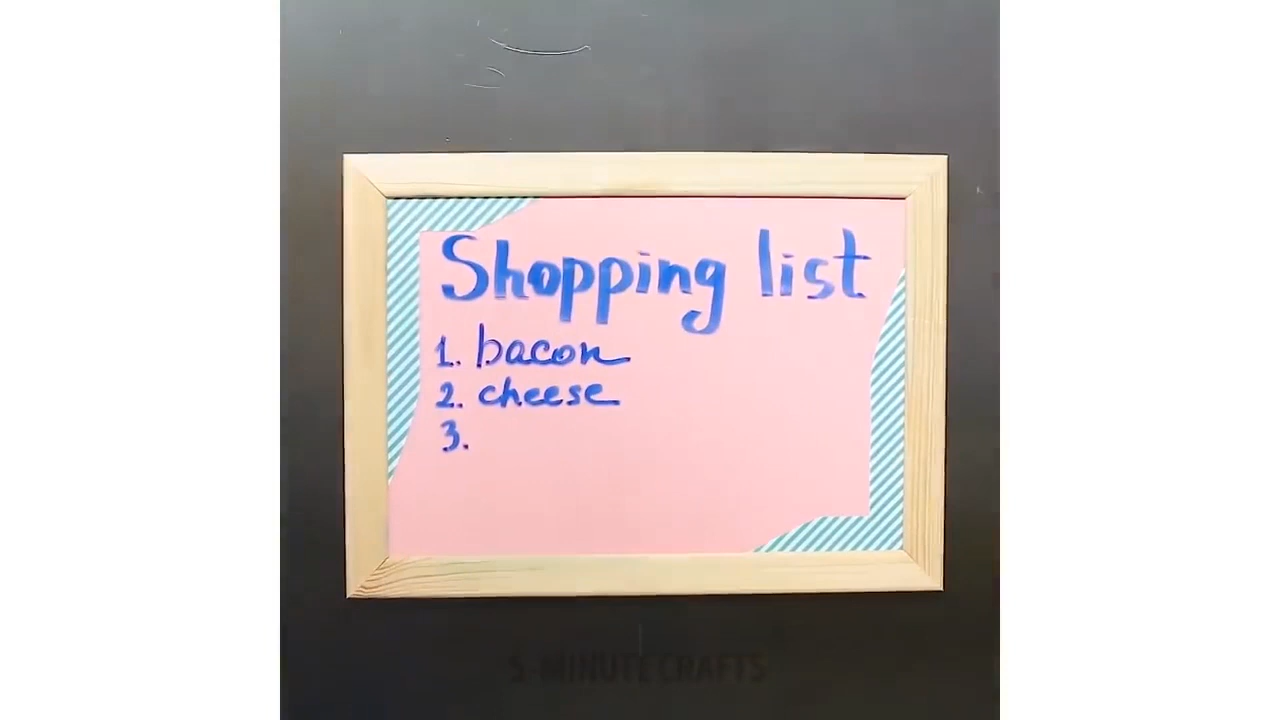 Shopping list
1. bacon
2. cheese
3.
5-MINUTE CRAFTS